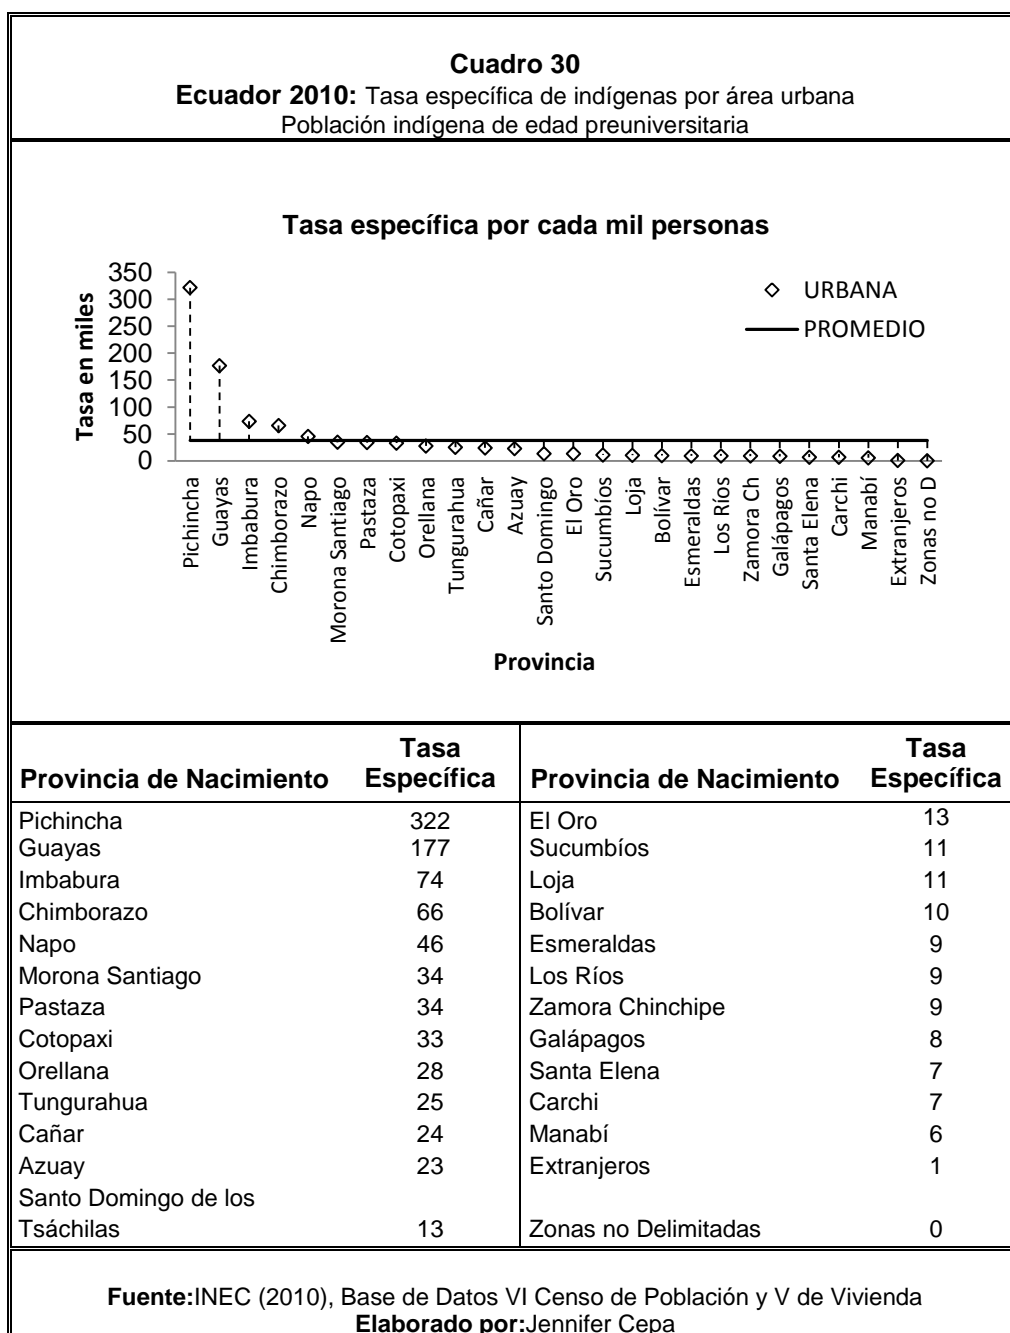 Cuadro 30
Ecuador 2010: Tasa específica de indígenas por área urbana
Población indígena de edad preuniversitaria
Tasa específica por cada mil personas
Tasa en miles
350
300
250
200
150
100
50
0
URBANA
PROMEDIO
Pichincha
Guayas
Imbabura
Chimborazo
Napo
Morona Santiago
Pastaza
Cotopaxi
Orellana
Tungurahua
Cañar
Azuay
Santo Domingo
El Oro
Sucumbíos
Loja
Bolívar
Esmeraldas
Los Ríos
Zamora Ch
Galápagos
Santa Elena
Carchi
Manabí
Extranjeros
Zonas no D
Provincia
Provincia de Nacimiento Tasa Específica Provincia de Nacimiento Tasa Específica
Pichincha 322 El Oro 13
Guayas 177 Sucumbíos 11
Imbabura 74 Loja 11
Chimborazo 66 Bolívar 10
Napo 46 Esmeraldas 9
Morona Santiago 34 Los Ríos 9
Pastaza 34 Zamora Chinchipe 9
Cotopaxi 33 Galápagos 8
Orellana 28 Santa Elena 7
Tungurahua 25 Carchi 7
Cañar 24 Manabí 6
Azuay 23 Extranjeros 1
Santo Domingo de los
Tsáchilas 13 Zonas no Delimitadas 0
Fuente:INEC (2010), Base de Datos VI Censo de Población y V de Vivienda
Elaborado por:Jennifer Cepa